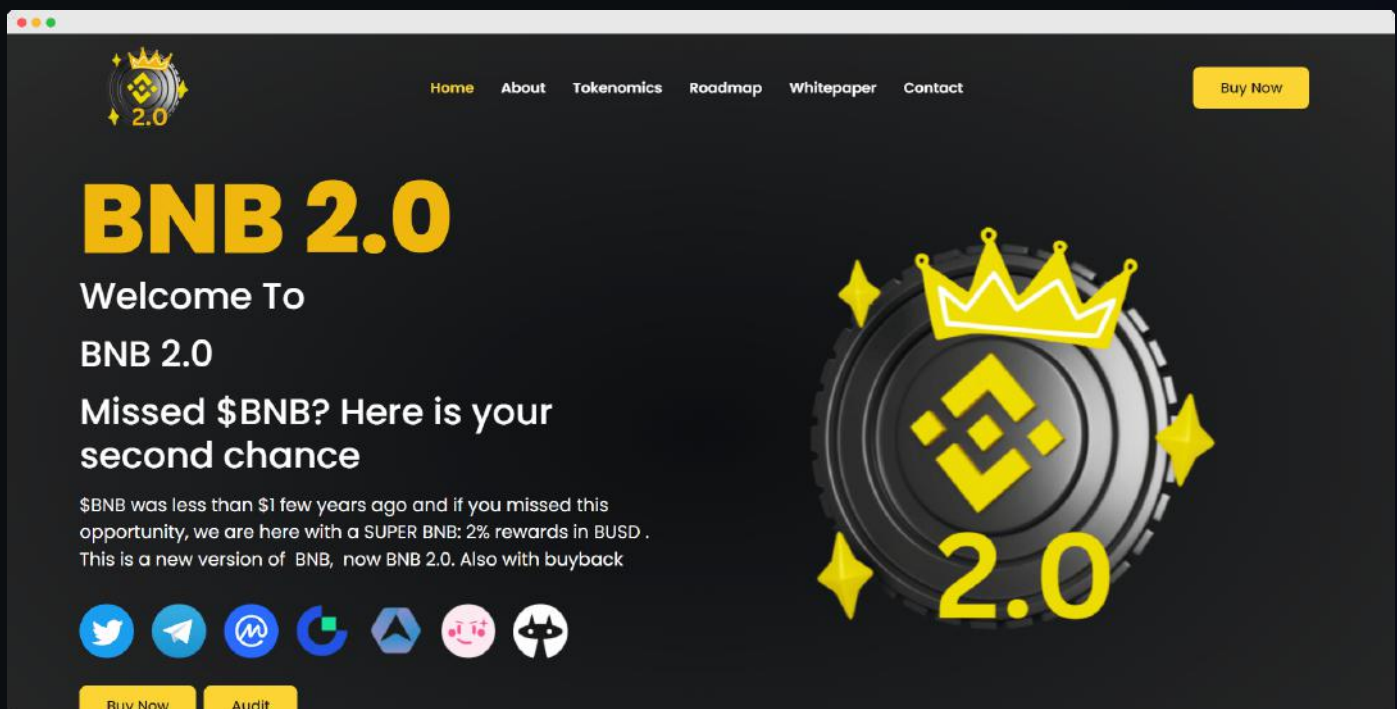 2.0
Home About Tokenomics Roadmap Whitepaper Contact
Buy Now
BNB 2.0
Welcome To
BNB 2.0
Missed $BNB? Here is your
second chance
$BNB was less than $1 few years ago and if you missed this
opportunity, we are here with a SUPER BNB: 2% rewards in BUSD .
This is a new version of BNB, now BNB 2.0. Also with buyback
2.0
Buy Now Audit